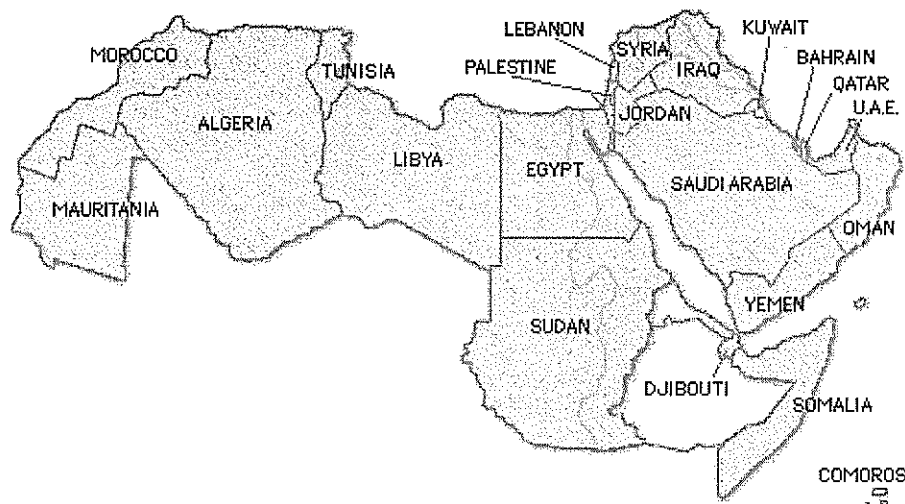 LEBANON
KUWAIT
MOROCCO
SYRIA
BAHRAIN
TUNISIA
PALESTINE
IRAQ
QATAR
U.A.E.
ALGERIA
JORDAN
LIBYA
EGYPT
SAUDI ARABIA
MAURITANIA
OMAN
YEMEN
SUDAN
DJIBOUTI
SOMALIA
COMOROS